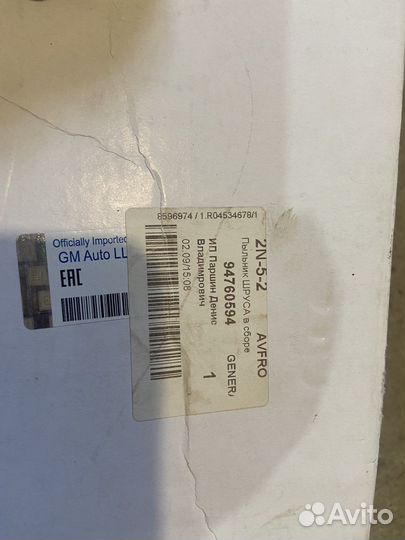 8596974 / 1.R04534678/1
2N-5-2 AVFRO
Пыльник ШРУСА в сборе
94760594 GENERA
ИП Паршин Денис 1
Владимирович
02.09/15:08
Officially Imported
GM Auto LL
EAC
Avito